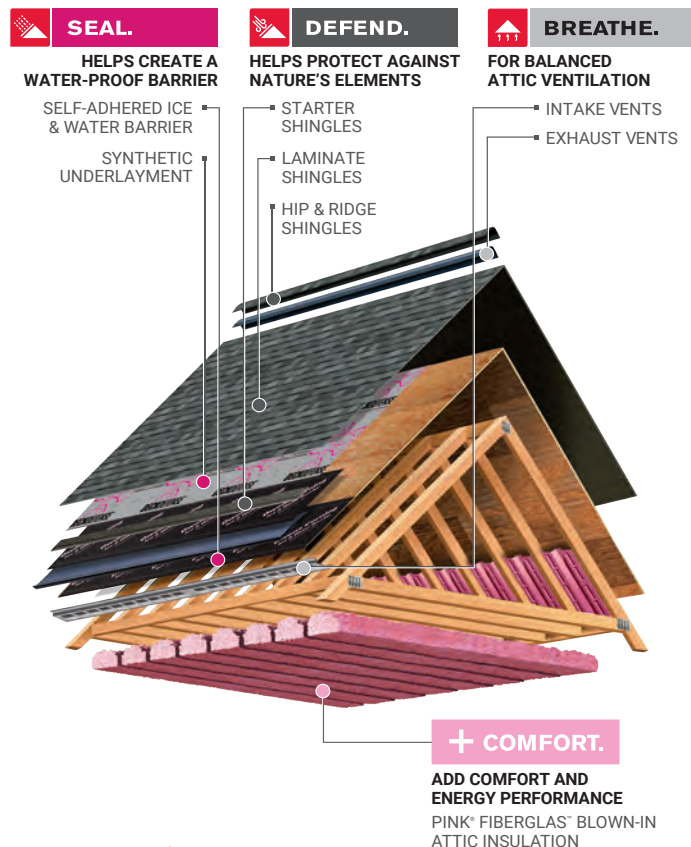 SEAL.
HELPS CREATE A
WATER-PROOF BARRIER
SELF-ADHERED ICE
& WATER BARRIER
SYNTHETIC
UNDERLAYMENT
DEFEND.
HELPS PROTECT AGAINST
NATURE'S ELEMENTS
STARTER
SHINGLES
LAMINATE
SHINGLES
HIP & RIDGE
SHINGLES
BREATHE.
FOR BALANCED
ATTIC VENTILATION
INTAKE VENTS
EXHAUST VENTS
+ COMFORT.
ADD COMFORT AND
ENERGY PERFORMANCE
PINK® FIBERGLAS™ BLOWN-IN
ATTIC INSULATION